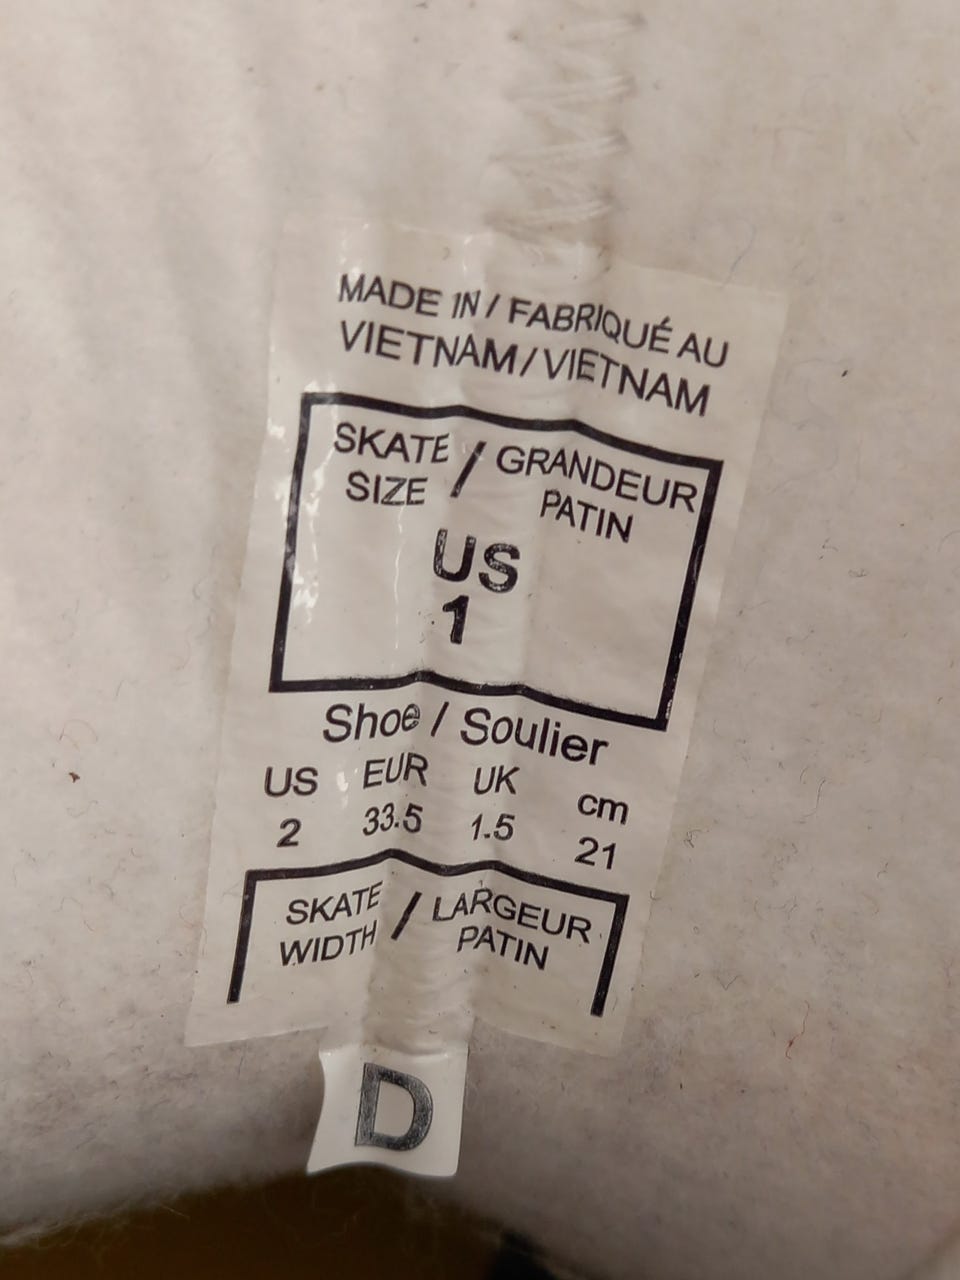 MADE IN / FABRIQUÉ AU
VIETNAM/VIETNAM
SKATE / GRANDEUR
SIZE PATIN
US
1
Shoe / Soulier
US EUR UK cm
2 33.5 1.5 21
SKATE / LARGEUR
WIDTH PATIN
D